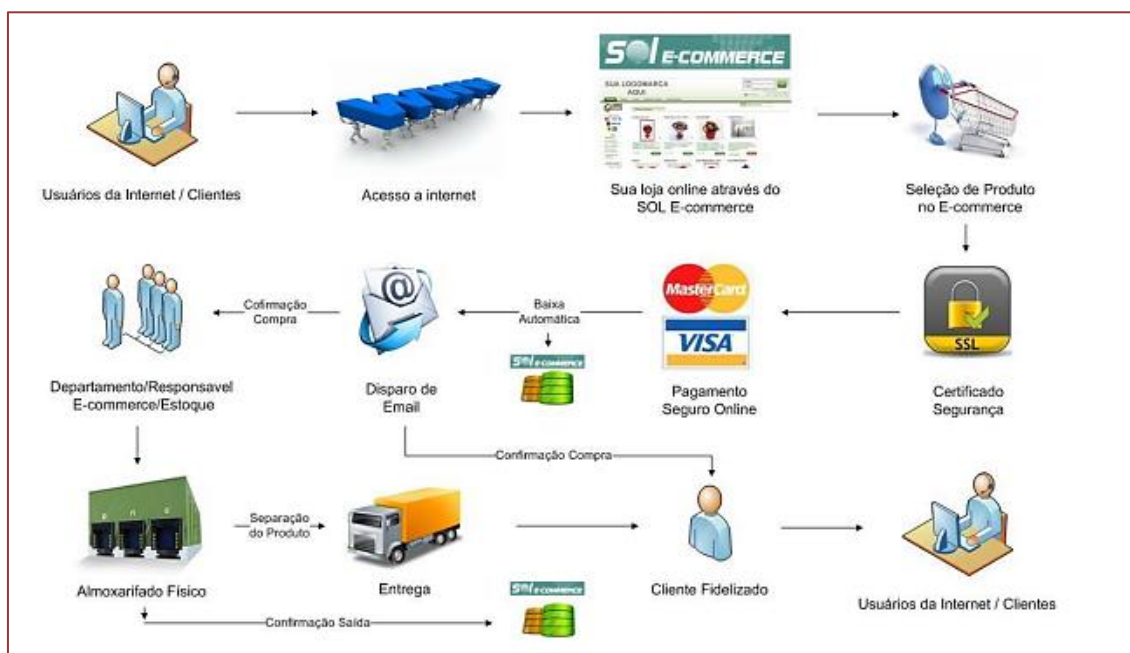 SOL E-COMMERCE
SUA LOGOMARCA
AQUI
Usuários da Internet / Clientes
Acesso a internet
Sua loja online através do
SOL E-commerce
Seleção de Produto
no E-commerce
Cofirmação
Compra
Baixa
Automática
MasterCard
VISA
SSL
SOL E-COMMERCE
Departamento/Responsavel
E-commerce/Estoque
Disparo de
Email
Pagamento
Seguro Online
Certificado
Segurança
Confirmação Compra
Separação
do Produto
Almoxarifado Físico
Entrega
SOL E-COMMERCE
Cliente Fidelizado
Usuários da Internet / Clientes
Confirmação Saída